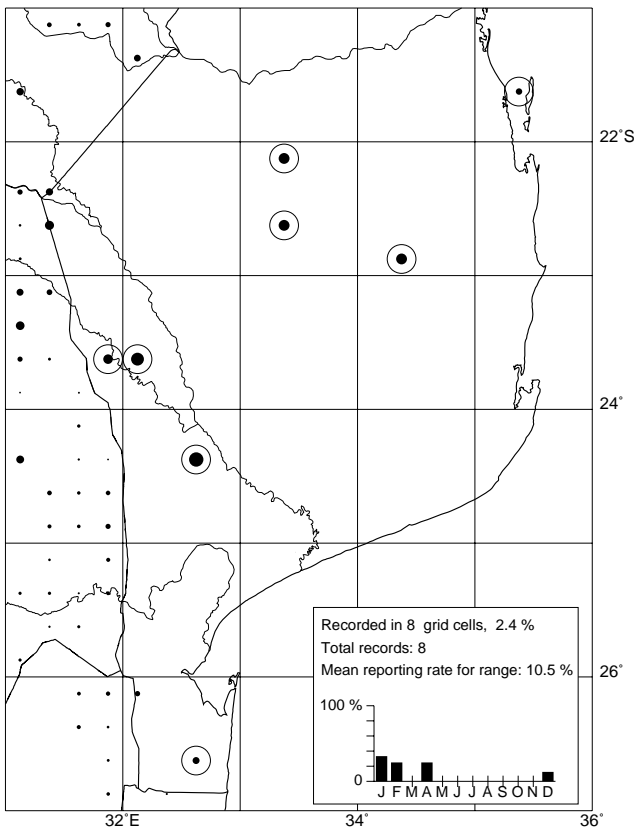 22˚S
24˚
Recorded in 8 grid cells, 2.4 %
Total records: 8
Mean reporting rate for range: 10.5 %
26˚
100 %
0
J F M A M J J A S O N D
32˚E
34˚
36˚